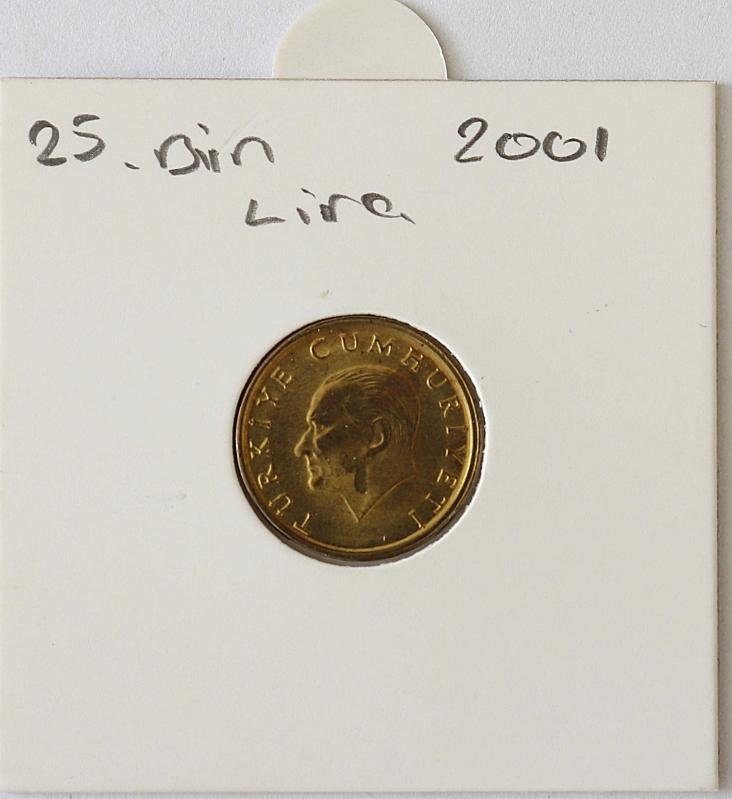 25. Bin 2001
Lira
TÜRKİYE CUMHURİYETİ